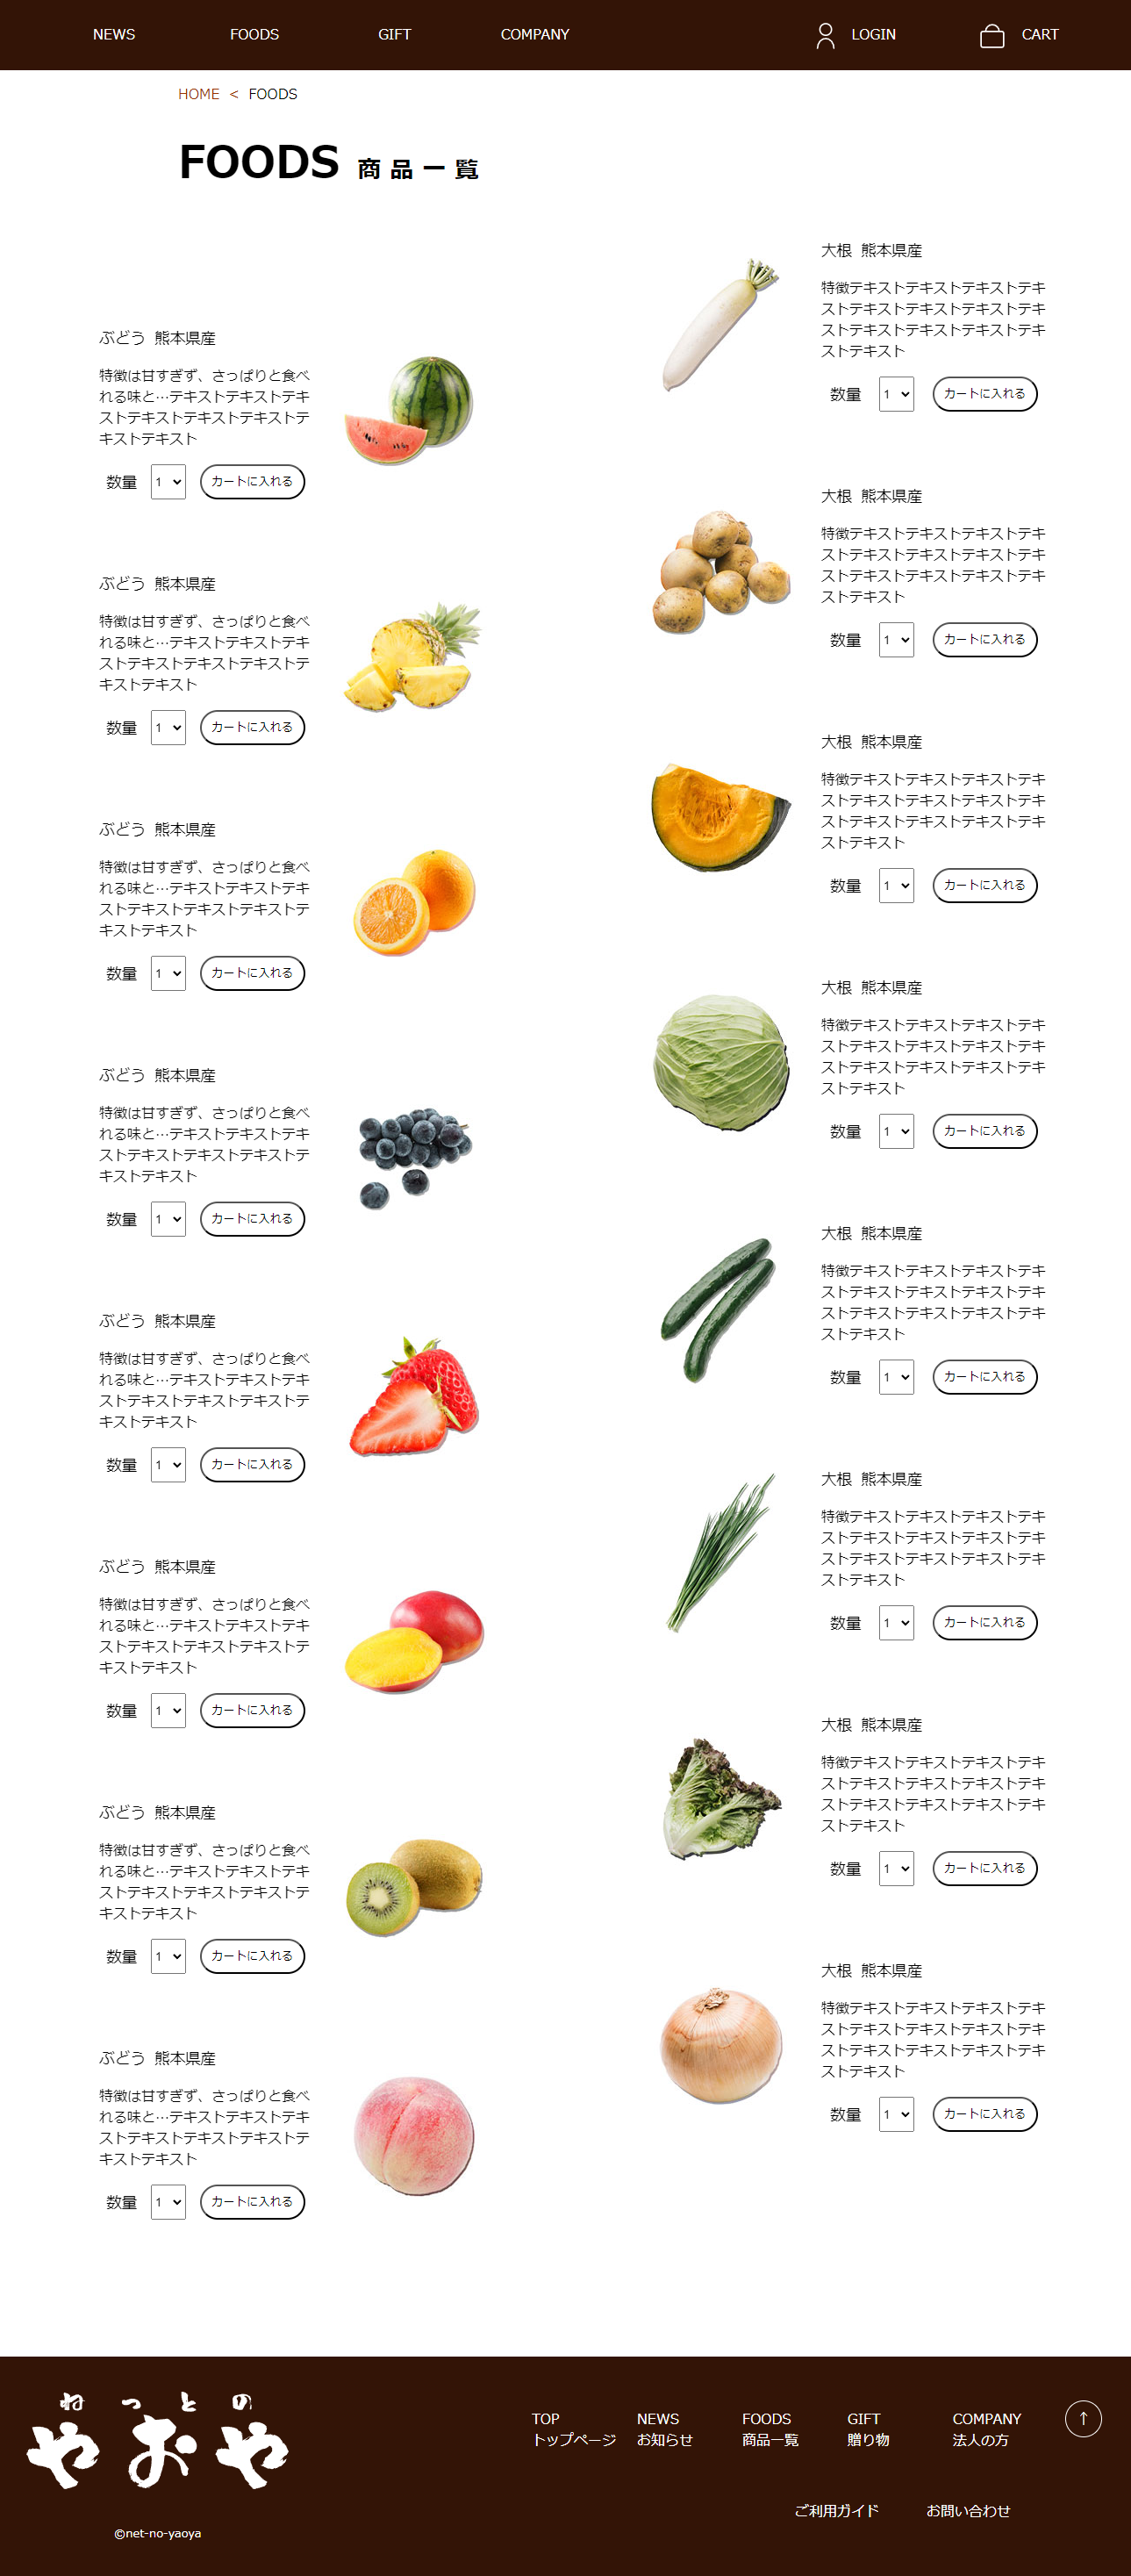 NEWS FOODS GIFT COMPANY LOGIN CART
HOME < FOODS
FOODS 商品一覧
ぶどう 熊本県産
特徴は甘すぎず、さっぱりと食べ
れる味と…テキストテキストテキ
ストテキストテキストテキストテ
キストテキスト
数量 1 カートに入れる
ぶどう 熊本県産
特徴は甘すぎず、さっぱりと食べ
れる味と…テキストテキストテキ
ストテキストテキストテキストテ
キストテキスト
数量 1 カートに入れる
ぶどう 熊本県産
特徴は甘すぎず、さっぱりと食べ
れる味と…テキストテキストテキ
ストテキストテキストテキストテ
キストテキスト
数量 1 カートに入れる
ぶどう 熊本県産
特徴は甘すぎず、さっぱりと食べ
れる味と…テキストテキストテキ
ストテキストテキストテキストテ
キストテキスト
数量 1 カートに入れる
ぶどう 熊本県産
特徴は甘すぎず、さっぱりと食べ
れる味と…テキストテキストテキ
ストテキストテキストテキストテ
キストテキスト
数量 1 カートに入れる
ぶどう 熊本県産
特徴は甘すぎず、さっぱりと食べ
れる味と…テキストテキストテキ
ストテキストテキストテキストテ
キストテキスト
数量 1 カートに入れる
ぶどう 熊本県産
特徴は甘すぎず、さっぱりと食べ
れる味と…テキストテキストテキ
ストテキストテキストテキストテ
キストテキスト
数量 1 カートに入れる
ぶどう 熊本県産
特徴は甘すぎず、さっぱりと食べ
れる味と…テキストテキストテキ
ストテキストテキストテキストテ
キストテキスト
数量 1 カートに入れる
大根 熊本県産
特徴テキストテキストテキストテキ
ストテキストテキストテキストテキ
ストテキストテキストテキストテキ
ストテキスト
数量 1 カートに入れる
大根 熊本県産
特徴テキストテキストテキストテキ
ストテキストテキストテキストテキ
ストテキストテキストテキストテキ
ストテキスト
数量 1 カートに入れる
大根 熊本県産
特徴テキストテキストテキストテキ
ストテキストテキストテキストテキ
ストテキストテキストテキストテキ
ストテキスト
数量 1 カートに入れる
大根 熊本県産
特徴テキストテキストテキストテキ
ストテキストテキストテキストテキ
ストテキストテキストテキストテキ
ストテキスト
数量 1 カートに入れる
大根 熊本県産
特徴テキストテキストテキストテキ
ストテキストテキストテキストテキ
ストテキストテキストテキストテキ
ストテキスト
数量 1 カートに入れる
大根 熊本県産
特徴テキストテキストテキストテキ
ストテキストテキストテキストテキ
ストテキストテキストテキストテキ
ストテキスト
数量 1 カートに入れる
大根 熊本県産
特徴テキストテキストテキストテキ
ストテキストテキストテキストテキ
ストテキストテキストテキストテキ
ストテキスト
数量 1 カートに入れる
大根 熊本県産
特徴テキストテキストテキストテキ
ストテキストテキストテキストテキ
ストテキストテキストテキストテキ
ストテキスト
数量 1 カートに入れる
ねっとの
やおや
©net-no-yaoya
TOP NEWS FOODS GIFT COMPANY ↑
トップページ お知らせ 商品一覧 贈り物 法人の方
ご利用ガイド お問い合わせ